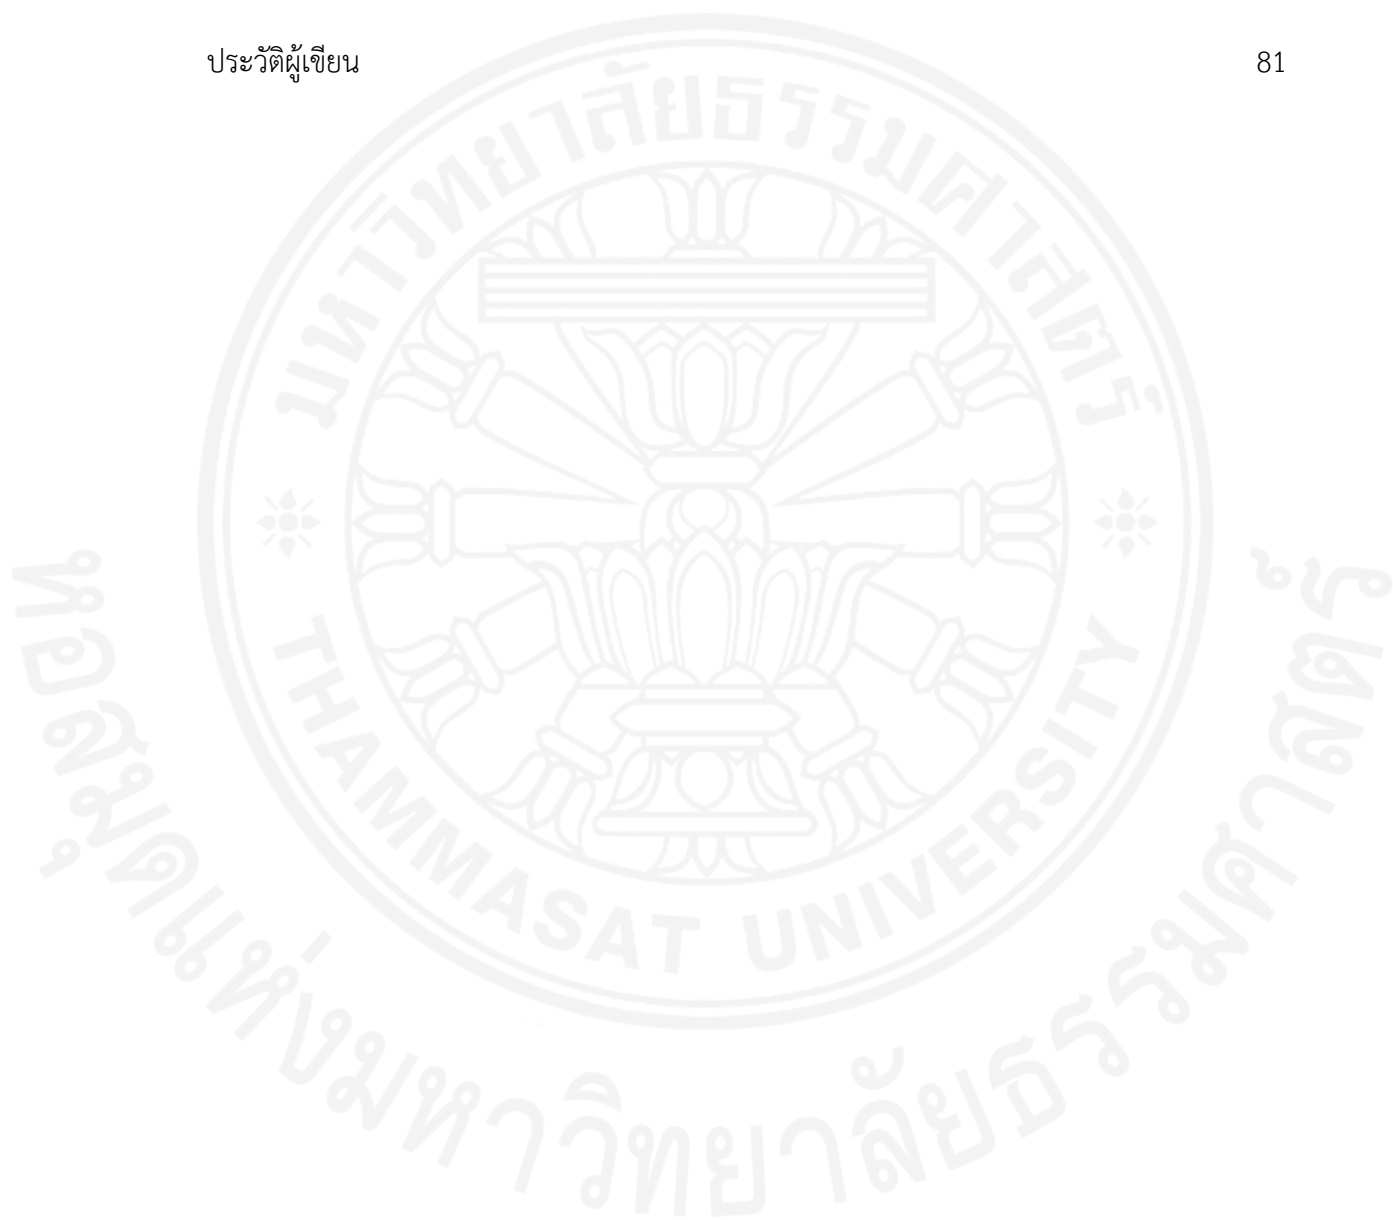 ประวัติผู้เขียน 81
มหาวิทยาลัยธรรมศาสตร์
THAMMASAT UNIVERSITY
หอสมุดแห่งมหาวิทยาลัยธรรมศาสตร์